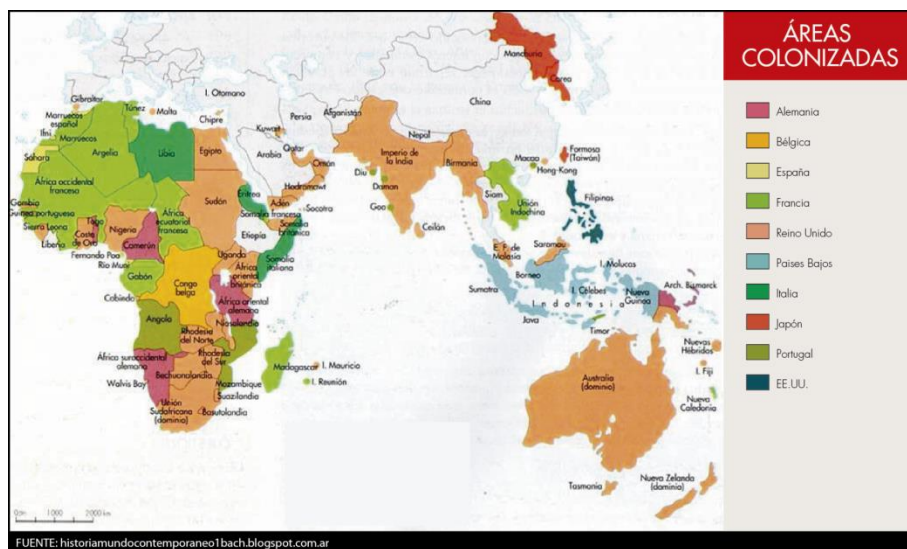 ÁREAS
COLONIZADAS
Alemania
Bélgica
España
Francia
Reino Unido
Paises Bajos
Italia
Japón
Portugal
EE.UU.
Manchuria
Corea
I. Otomano
China
Gibraltar
Túnez
Malta
Chipre
Persia
Afganistán
Marruecos
español
Ifni
Marruecos
Kuwait
Nepal
Formosa
(Taiwán)
Argelia
Libia
Egipto
Qatar
Arabia
Omán
Imperio de
la India
Birmania
Macao
Hong-Kong
Sáhara
Diu
Daman
África occidental
francesa
Hadramawt
Eritrea
Aden
Siam
Filipinas
Gambia
Guinea portuguesa
Sudán
Somalia francesa
Socotra
Goa
Unión
Indochina
Sierra Leona
Togo
Nigeria
África
ecuatorial
francesa
Somalia
británica
Costa
de Oro
Etiopia
Ceilán
Liberia
Camerún
Fernando Poo
Río Muni
Uganda
Somalia
italiana
E. F. de
Malasia
Sarawau
África
oriental
británica
I. Molucas
Gabón
Congo
belga
Borneo
Arch. Bismarck
Sumatra
I. Célebes
Nueva
Guinea
Cabinda
África oriental
alemana
Indonesia
Java
Angola
Niasalandia
Timor
Rhodesia
del Norte
Rhodesia
del Sur
Nuevas
Hébridas
África suroccidental
alemana
Madagascar
I. Mauricio
I. Fiji
Bechuanalandia
I. Reunión
Australia
(dominio)
Walvis Bay
Mozambique
Suazilandia
Nueva
Caledonia
Unión
Sudafricana
(dominio)
Basutolandia
Nueva Zelanda
(dominio)
Tasmania
1000
2000 km
FUENTE: historiamundocontemporaneo1bach.blogspot.com.ar